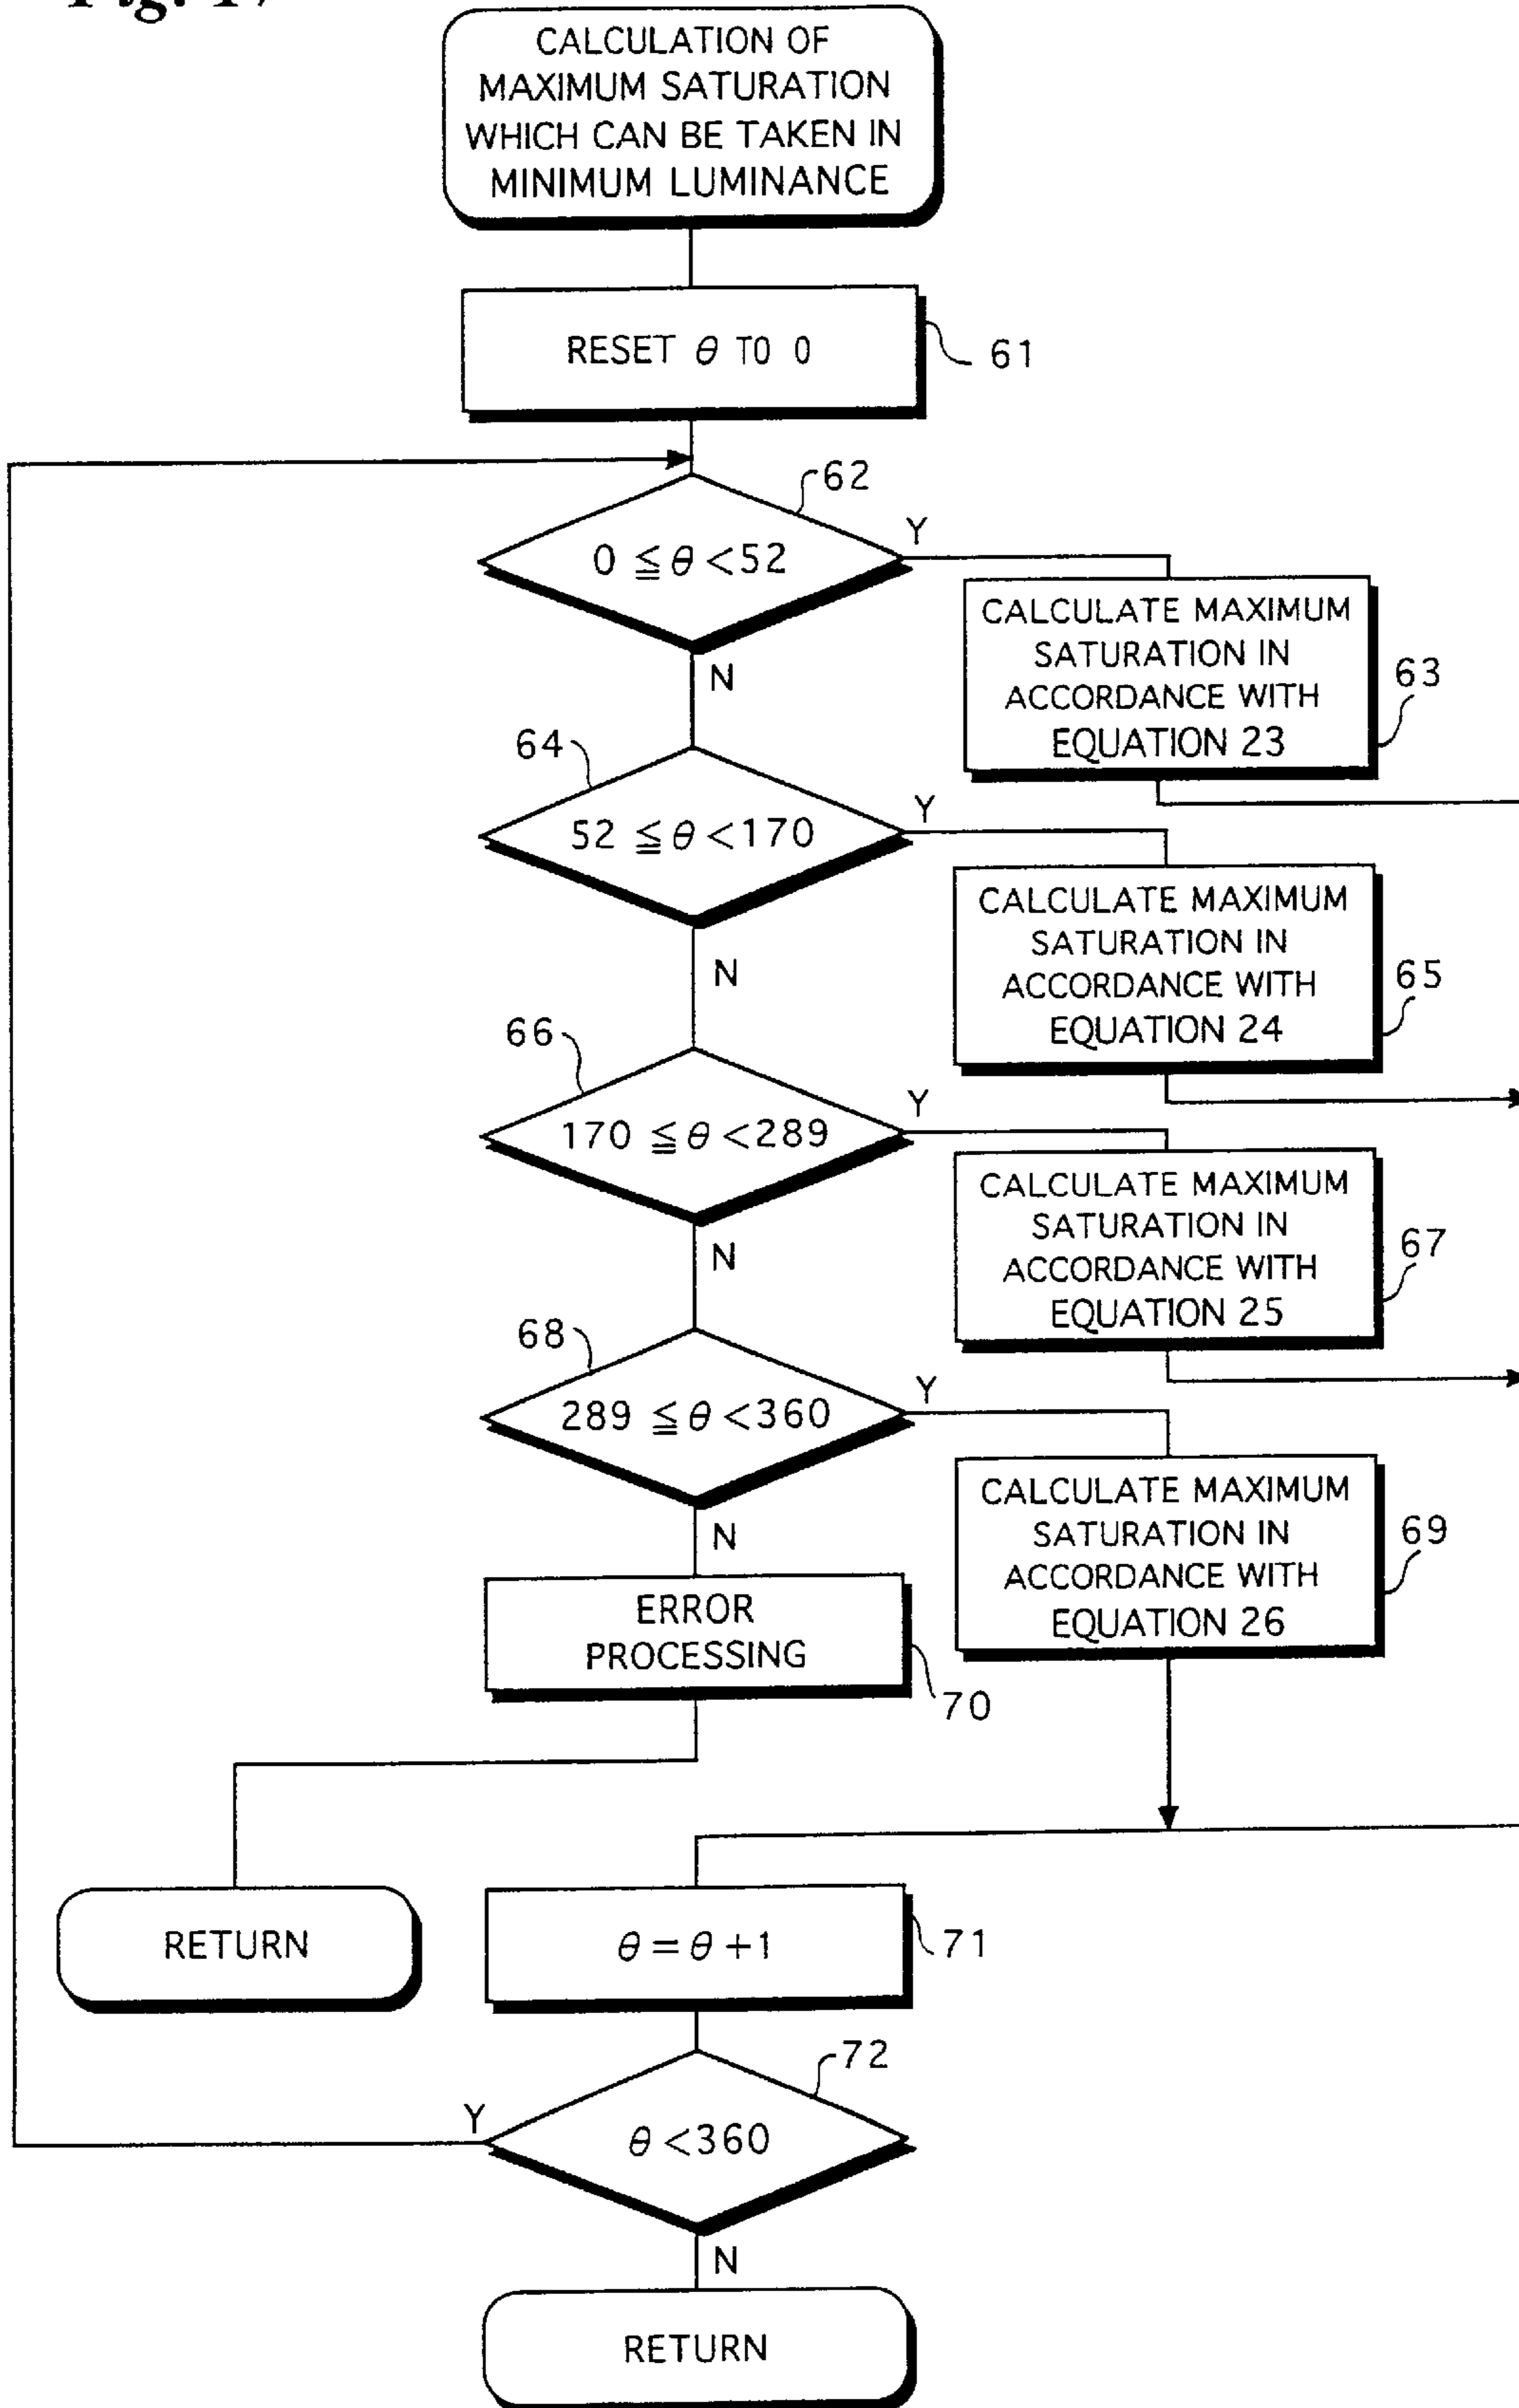 CALCULATION OF
MAXIMUM SATURATION
WHICH CAN BE TAKEN IN
MINIMUM LUMINANCE
RESET θ TO 0
61
62
0 ≦ θ < 52
Y
N
CALCULATE MAXIMUM
SATURATION IN
ACCORDANCE WITH
EQUATION 23
63
64
52 ≦ θ < 170
Y
N
CALCULATE MAXIMUM
SATURATION IN
ACCORDANCE WITH
EQUATION 24
65
66
170 ≦ θ < 289
Y
N
CALCULATE MAXIMUM
SATURATION IN
ACCORDANCE WITH
EQUATION 25
67
68
289 ≦ θ < 360
Y
N
CALCULATE MAXIMUM
SATURATION IN
ACCORDANCE WITH
EQUATION 26
69
ERROR
PROCESSING
70
RETURN
θ = θ + 1
71
72
Y
θ < 360
N
RETURN